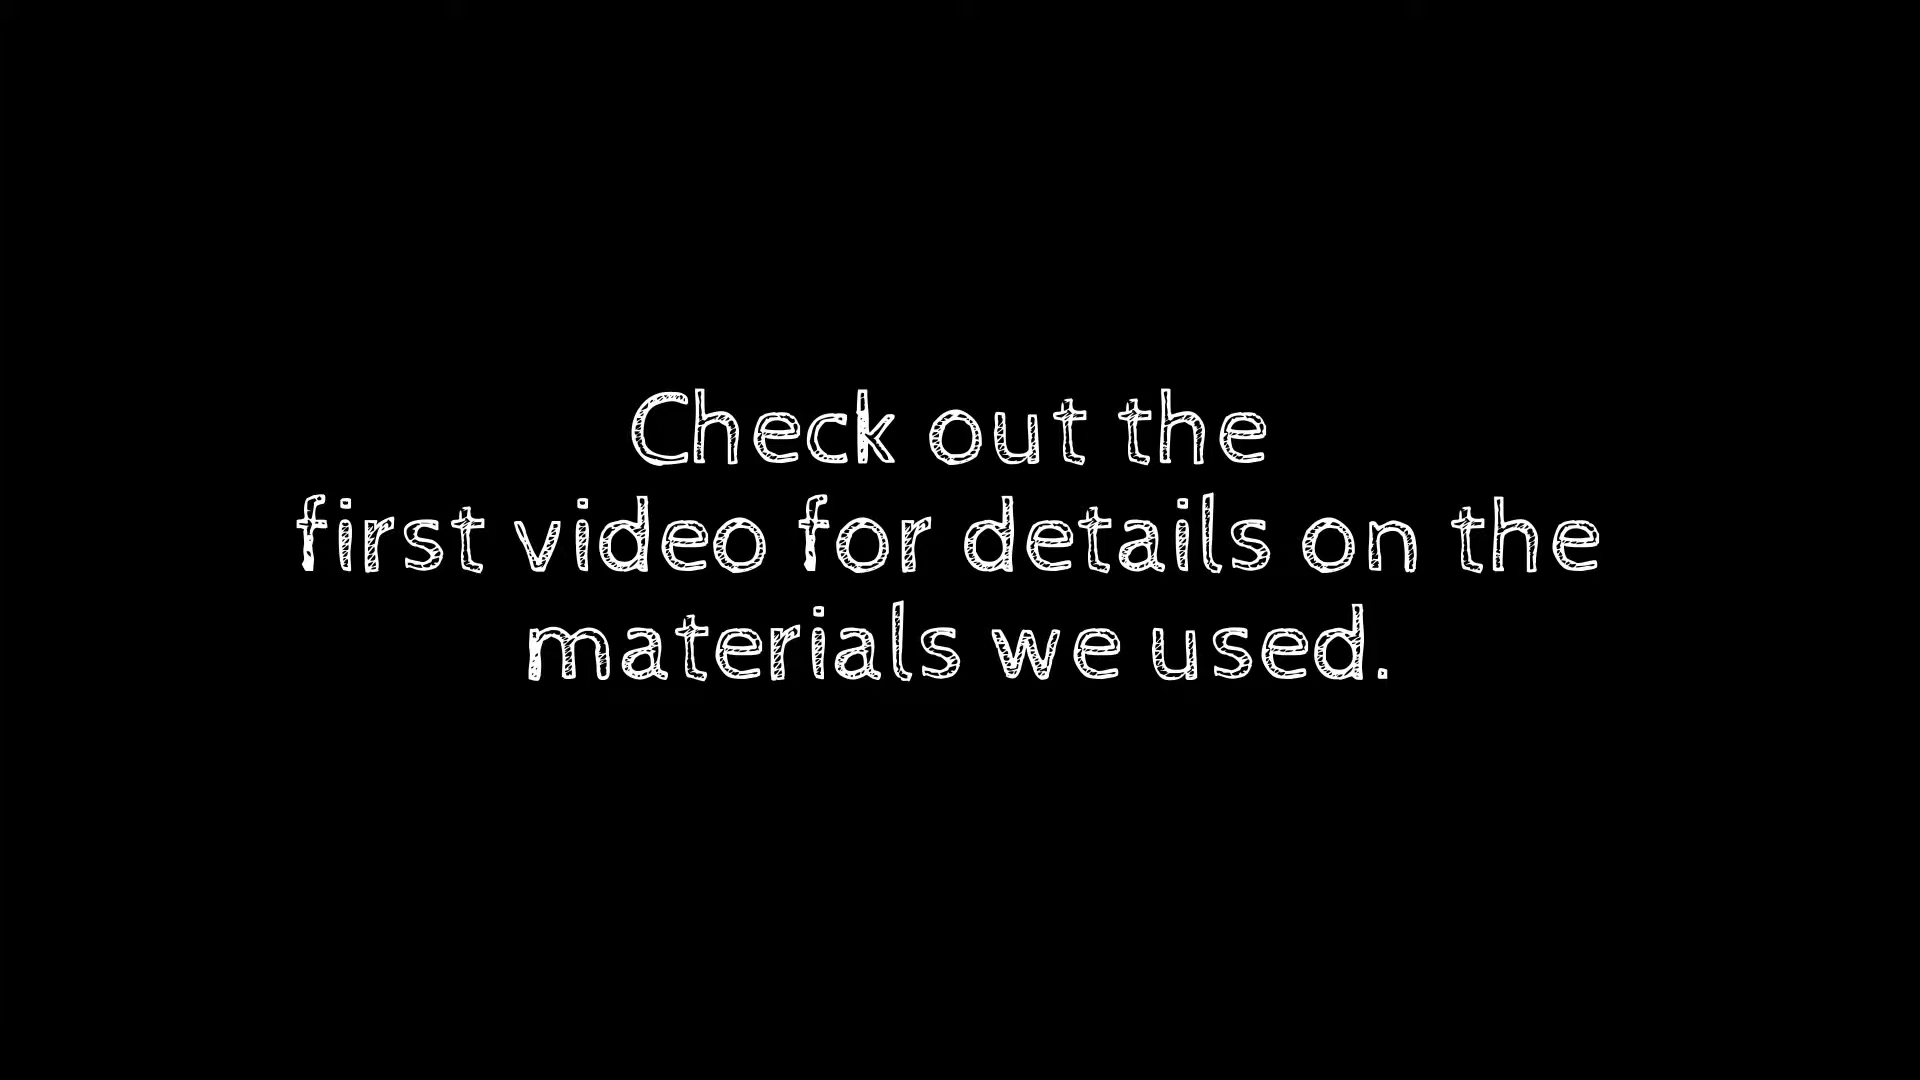 Check out the
first video for details on the
materials we used.